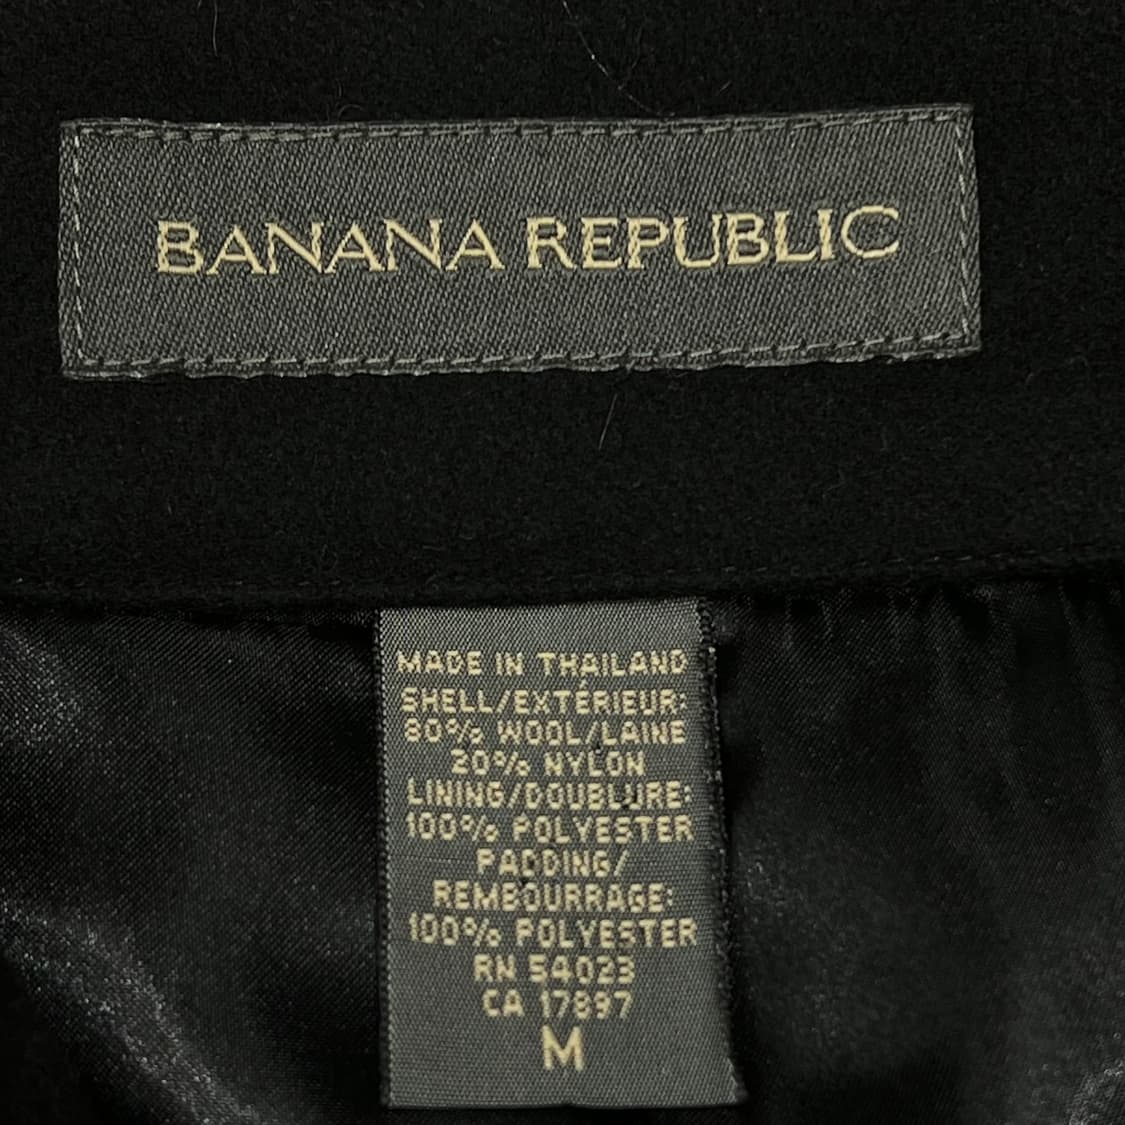 BANANA REPUBLIC
MADE IN THAILAND
SHELL/EXTÉRIEUR:
80% WOOL/LAINE
20% NYLON
LINING/DOUBLURE:
100% POLYESTER
PADDING/
REMBOURRAGE:
100% POLYESTER
RN 54023
CA 17897
M